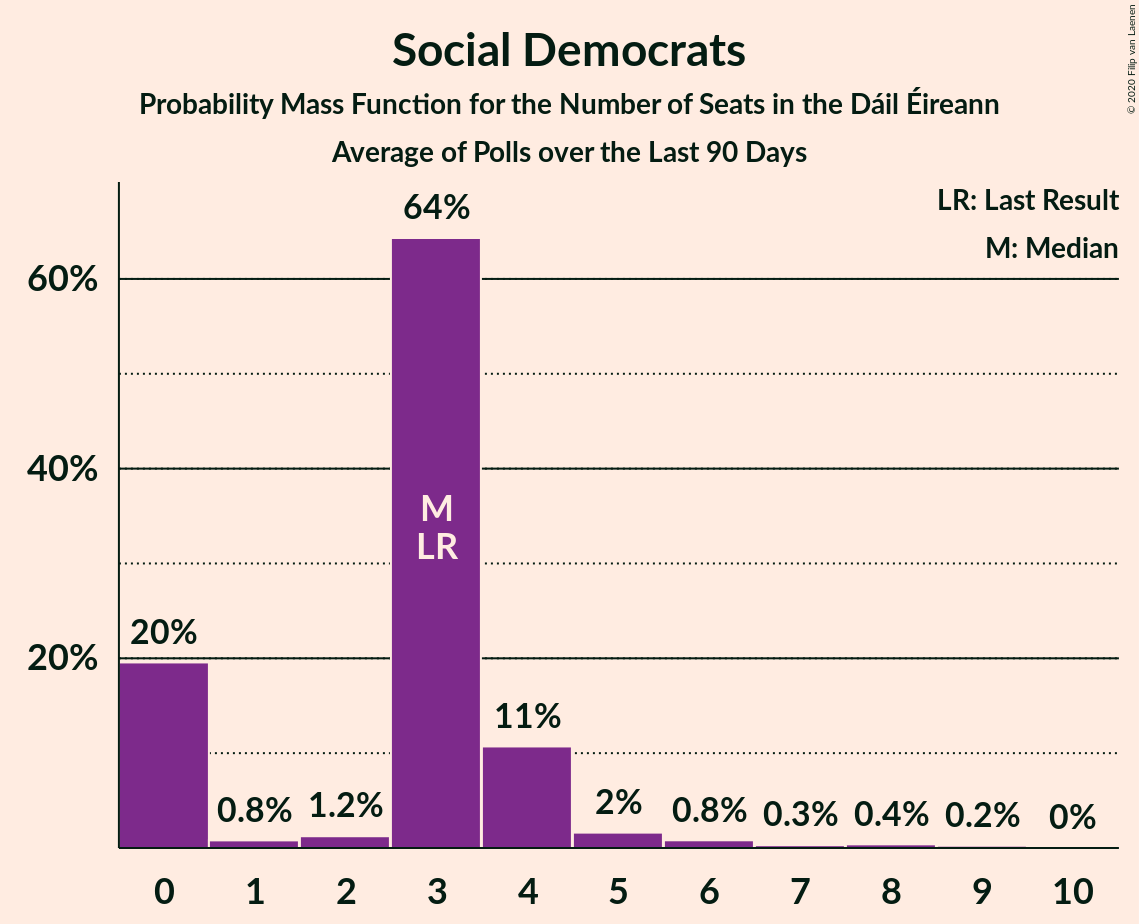 Social Democrats
Probability Mass Function for the Number of Seats in the Dáil Éireann
Average of Polls over the Last 90 Days
© 2020 Filip van Laenen
LR: Last Result
M: Median
60%
40%
20%
20%
0.8%
1.2%
64%
M
LR
11%
2%
0.8%
0.3%
0.4%
0.2%
0%
0 1 2 3 4 5 6 7 8 9 10